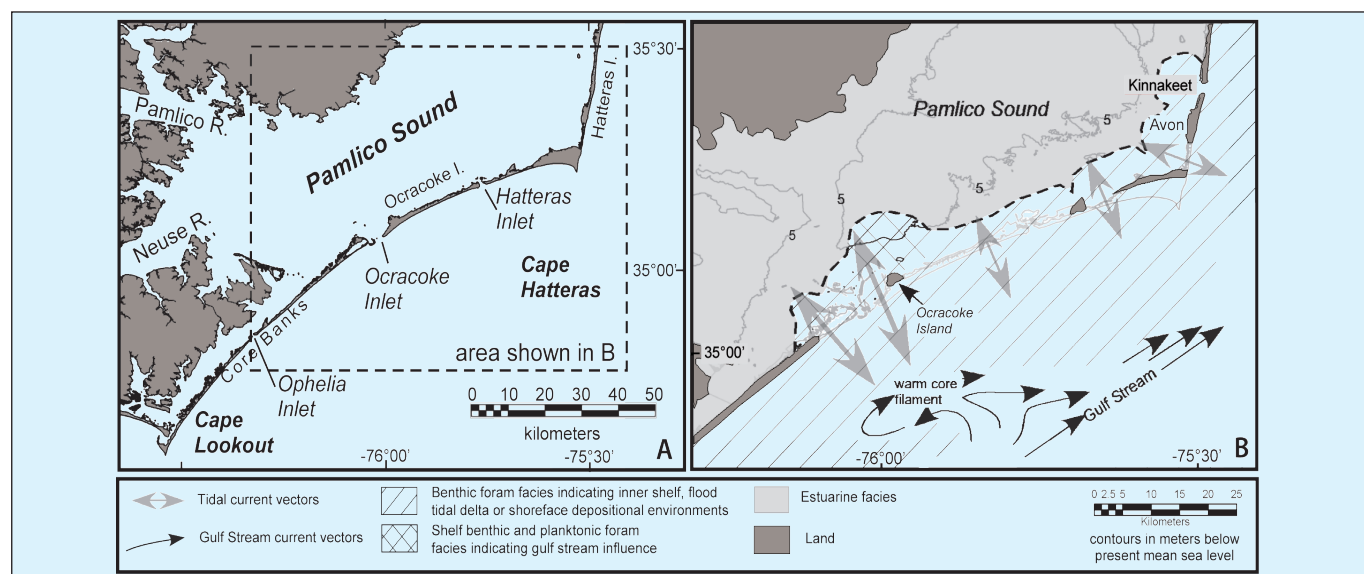 35°30'
Pamlico R.
Pamlico Sound
Hatteras I.
Ocracoke I.
Hatteras
Inlet
Neuse R.
Ocracoke
Inlet
35°00'
Cape
Hatteras
Core Banks
area shown in B
Ophelia
Inlet
0 10 20 30 40 50
kilometers
Cape
Lookout
A
-76°00'
-75°30'
Kinnakeet
Pamlico Sound
5
Avon
5
5
5
Ocracoke
Island
35°00'
warm core
filament
Gulf Stream
B
-76°00'
-75°30'
Tidal current vectors
Gulf Stream current vectors
Benthic foram facies indicating inner shelf, flood
tidal delta or shoreface depositional environments
Shelf benthic and planktonic foram
facies indicating gulf stream influence
Estuarine facies
Land
0 2 5 5 10 15 20 25
Kilometers
contours in meters below
present mean sea level